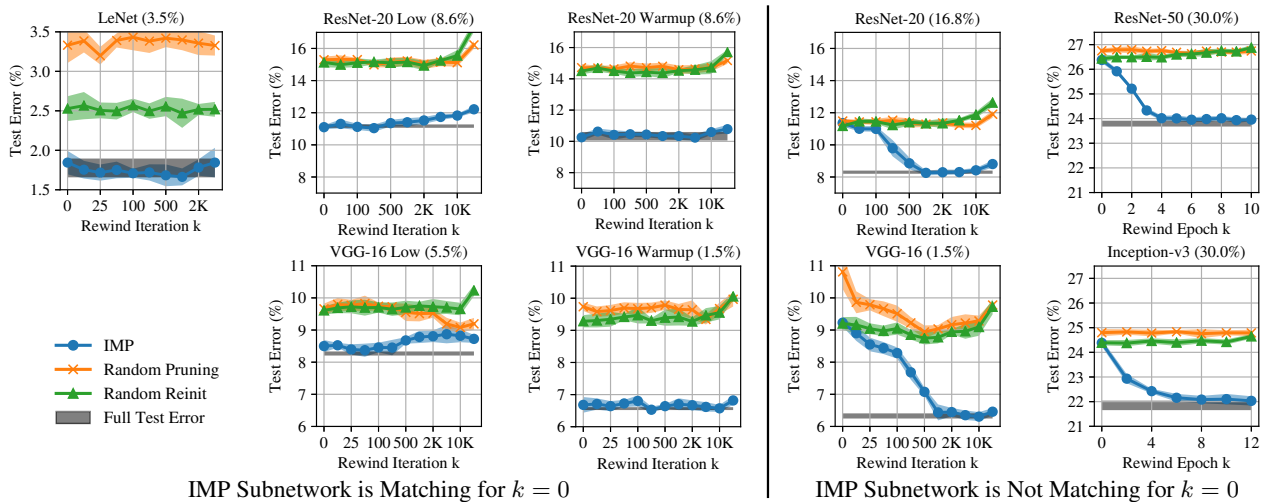 LeNet (3.5%)
3.5
3.0
2.5
2.0
1.5
Test Error (%)
0 25 100 500 2K
Rewind Iteration k
ResNet-20 Low (8.6%)
16
14
12
10
8
Test Error (%)
0 100 500 2K 10K
Rewind Iteration k
ResNet-20 Warmup (8.6%)
16
14
12
10
8
Test Error (%)
0 100 500 2K 10K
Rewind Iteration k
ResNet-20 (16.8%)
16
14
12
10
8
Test Error (%)
0 100 500 2K 10K
Rewind Iteration k
ResNet-50 (30.0%)
27
26
25
24
23
22
21
Test Error (%)
0 2 4 6 8 10
Rewind Epoch k
IMP
Random Pruning
Random Reinit
Full Test Error
VGG-16 Low (5.5%)
11
10
9
8
7
6
Test Error (%)
0 25 100 500 2K 10K
Rewind Iteration k
VGG-16 Warmup (1.5%)
11
10
9
8
7
6
Test Error (%)
0 25 100 500 2K 10K
Rewind Iteration k
VGG-16 (1.5%)
11
10
9
8
7
6
Test Error (%)
0 25 100 500 2K 10K
Rewind Iteration k
Inception-v3 (30.0%)
27
26
25
24
23
22
21
Test Error (%)
0 4 8 12
Rewind Epoch k
IMP Subnetwork is Matching for k = 0
IMP Subnetwork is Not Matching for k = 0